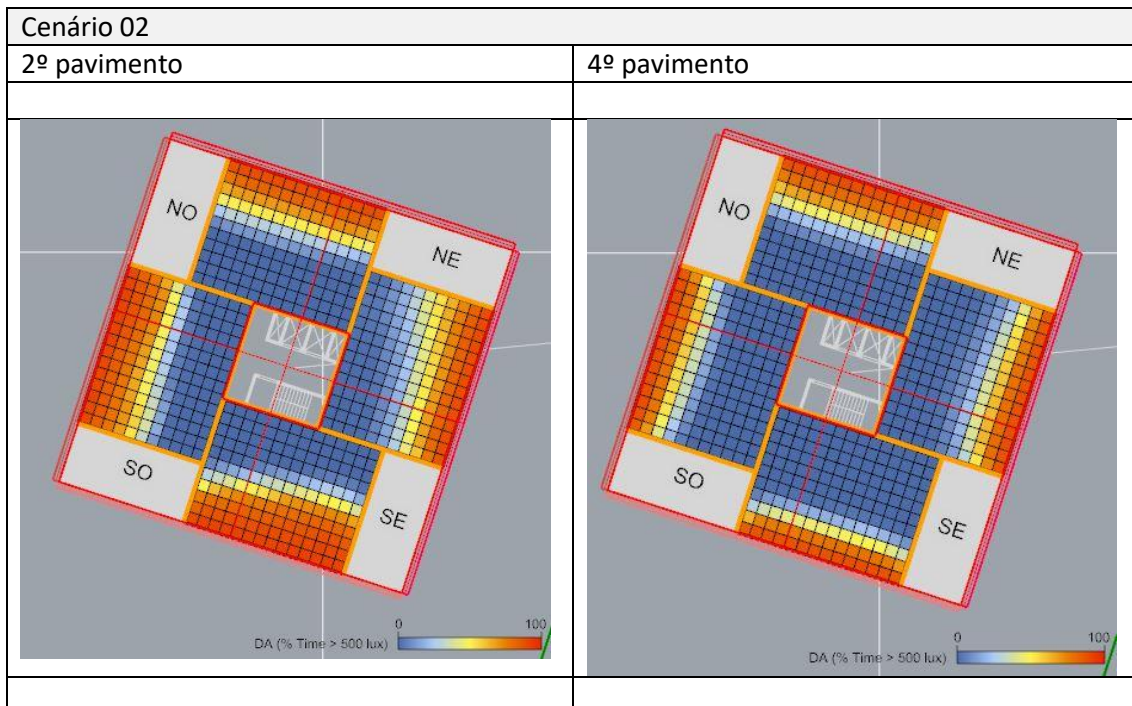 Cenário 02
2º pavimento
4º pavimento
NO
NE
SO
SE
0 100
DA (% Time > 500 lux)
NO
NE
SO
SE
0 100
DA (% Time > 500 lux)